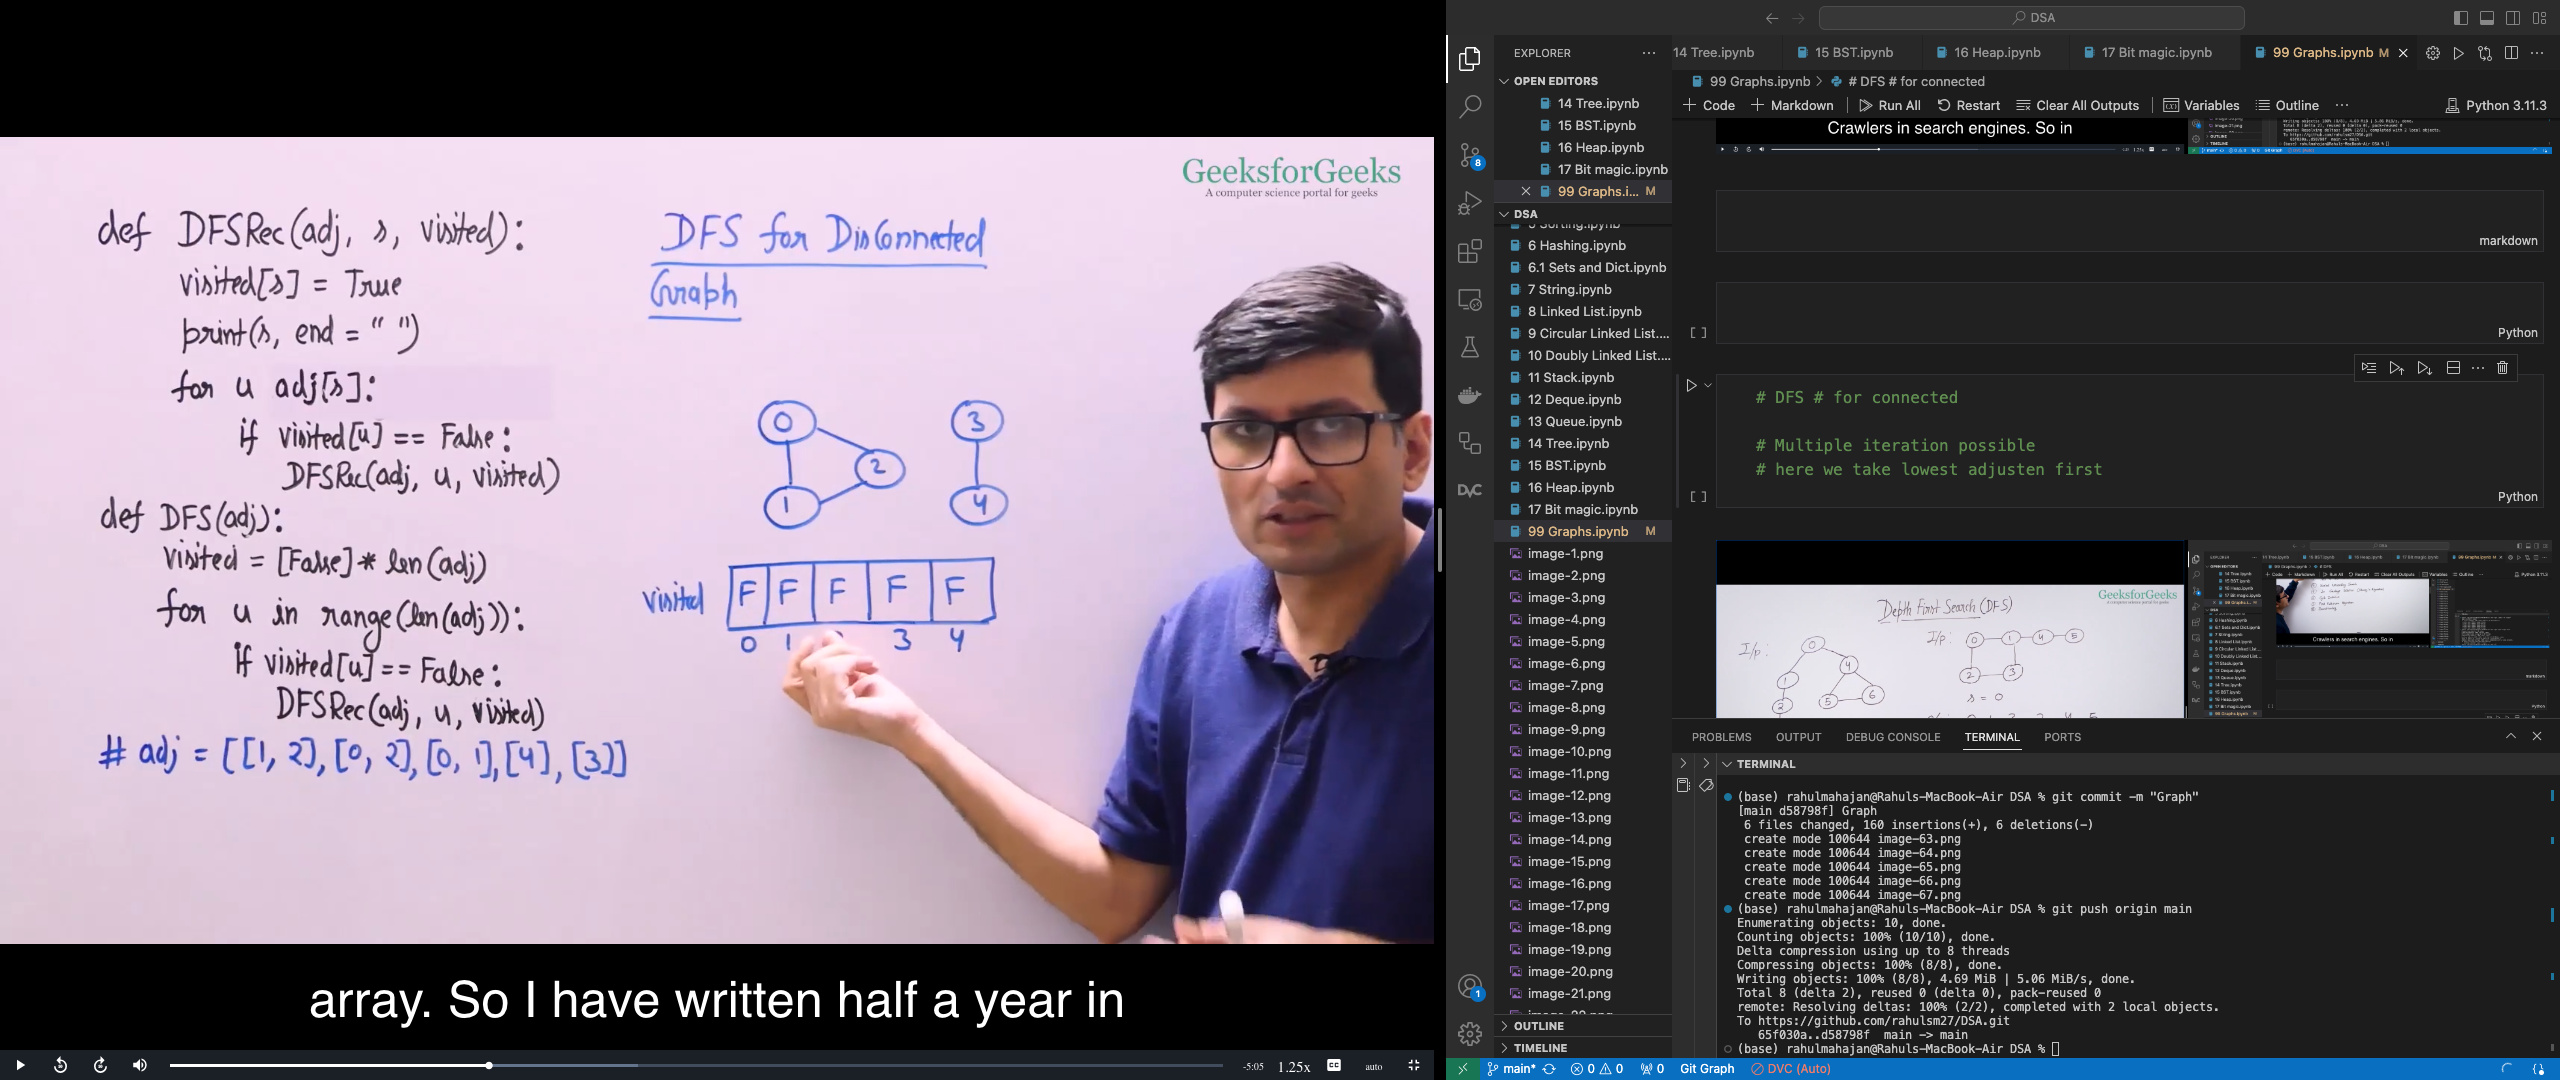 GeeksforGeeks
A computer science portal for geeks
def DFSRec(adj, s, visited):
visited[s] = True
print(s, end = " ")
for u adj[s]:
if visited[u] == False:
DFSRec(adj, u, visited)
def DFS(adj):
visited = [False]* len(adj)
for u in range(len(adj)):
if visited[u] == False:
DFSRec(adj, u, visited)
# adj = [[1, 2], [0, 2], [0, 1], [4], [3]]
DFS for DisConnected
Graph
0 3
2
1 4
visited F F F F F
0 1 3 4
array. So I have written half a year in
-5:05 1.25x CC auto
DSA
EXPLORER
OPEN EDITORS
14 Tree.ipynb
15 BST.ipynb
16 Heap.ipynb
17 Bit magic.ipynb
99 Graphs.i... M
DSA
5 Sorting.ipynb
6 Hashing.ipynb
6.1 Sets and Dict.ipynb
7 String.ipynb
8 Linked List.ipynb
9 Circular Linked List....
10 Doubly Linked List....
11 Stack.ipynb
12 Deque.ipynb
13 Queue.ipynb
14 Tree.ipynb
15 BST.ipynb
16 Heap.ipynb
17 Bit magic.ipynb
99 Graphs.ipynb M
image-1.png
image-2.png
image-3.png
image-4.png
image-5.png
image-6.png
image-7.png
image-8.png
image-9.png
image-10.png
image-11.png
image-12.png
image-13.png
image-14.png
image-15.png
image-16.png
image-17.png
image-18.png
image-19.png
image-20.png
image-21.png
OUTLINE
TIMELINE
8
DVC
1
14 Tree.ipynb 15 BST.ipynb 16 Heap.ipynb 17 Bit magic.ipynb 99 Graphs.ipynb M
99 Graphs.ipynb > # DFS # for connected
+ Code + Markdown Run All Restart Clear All Outputs Variables Outline ... Python 3.11.3
Crawlers in search engines. So in
markdown
[ ] Python
# DFS # for connected
# Multiple iteration possible
# here we take lowest adjusten first
[ ] Python
GeeksforGeeks
Depth First Search (DFS)
I/p: 0 1 4 5
I/p: 0
4
1 2 3
2 5 6
s = 0
Crawlers in search engines. So in
PROBLEMS OUTPUT DEBUG CONSOLE TERMINAL PORTS
TERMINAL
(base) rahulmahajan@Rahuls-MacBook-Air DSA % git commit -m "Graph"
[main d58798f] Graph
6 files changed, 160 insertions(+), 6 deletions(-)
create mode 100644 image-63.png
create mode 100644 image-64.png
create mode 100644 image-65.png
create mode 100644 image-66.png
create mode 100644 image-67.png
(base) rahulmahajan@Rahuls-MacBook-Air DSA % git push origin main
Enumerating objects: 10, done.
Counting objects: 100% (10/10), done.
Delta compression using up to 8 threads
Compressing objects: 100% (8/8), done.
Writing objects: 100% (8/8), 4.69 MiB | 5.06 MiB/s, done.
Total 8 (delta 2), reused 0 (delta 0), pack-reused 0
remote: Resolving deltas: 100% (2/2), completed with 2 local objects.
To https://github.com/rahulsm27/DSA.git
65f030a..d58798f main -> main
(base) rahulmahajan@Rahuls-MacBook-Air DSA %
main* 0 0 0 Git Graph DVC (Auto)